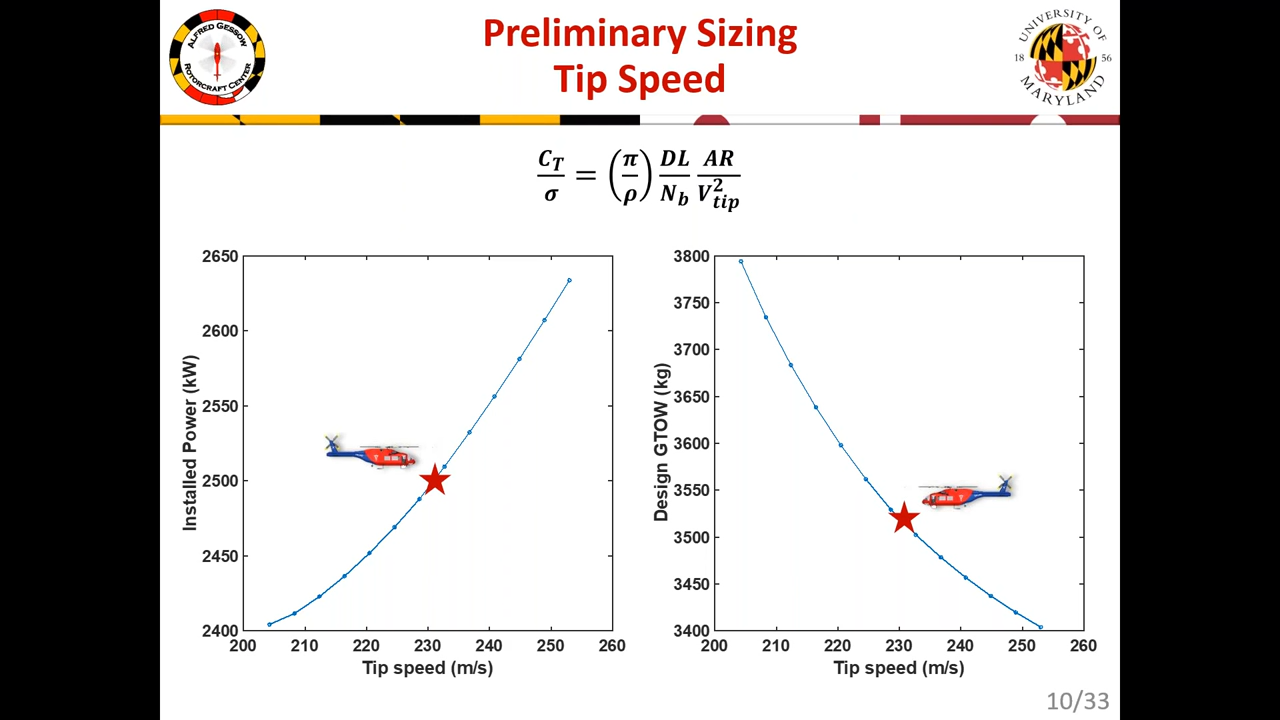 ALFRED GESSOW
ROTORCRAFT CENTER
Preliminary Sizing
Tip Speed
UNIVERSITY OF
18 56
MARYLAND
C_T/σ = (π/ρ) DL/N_b AR/V²_tip
2650
2600
2550
2500
2450
2400
Installed Power (kW)
200 210 220 230 240 250 260
Tip speed (m/s)
3800
3750
3700
3650
3600
3550
3500
3450
3400
Design GTOW (kg)
200 210 220 230 240 250 260
Tip speed (m/s)
10/33